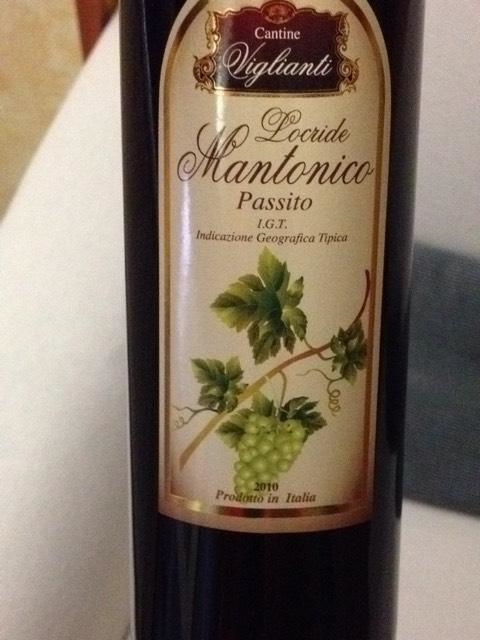 Cantine
Viglianti
Locride
Mantonico
Passito
I.G.T.
Indicazione Geografica Tipica
2010
Prodotto in Italia